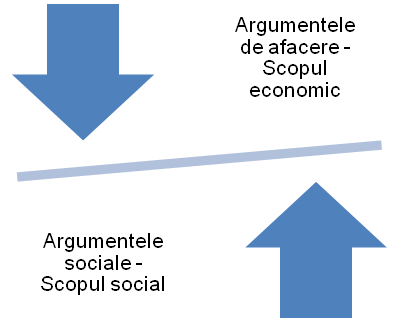 Argumentele
de afacere -
Scopul
economic
Argumentele
sociale -
Scopul social